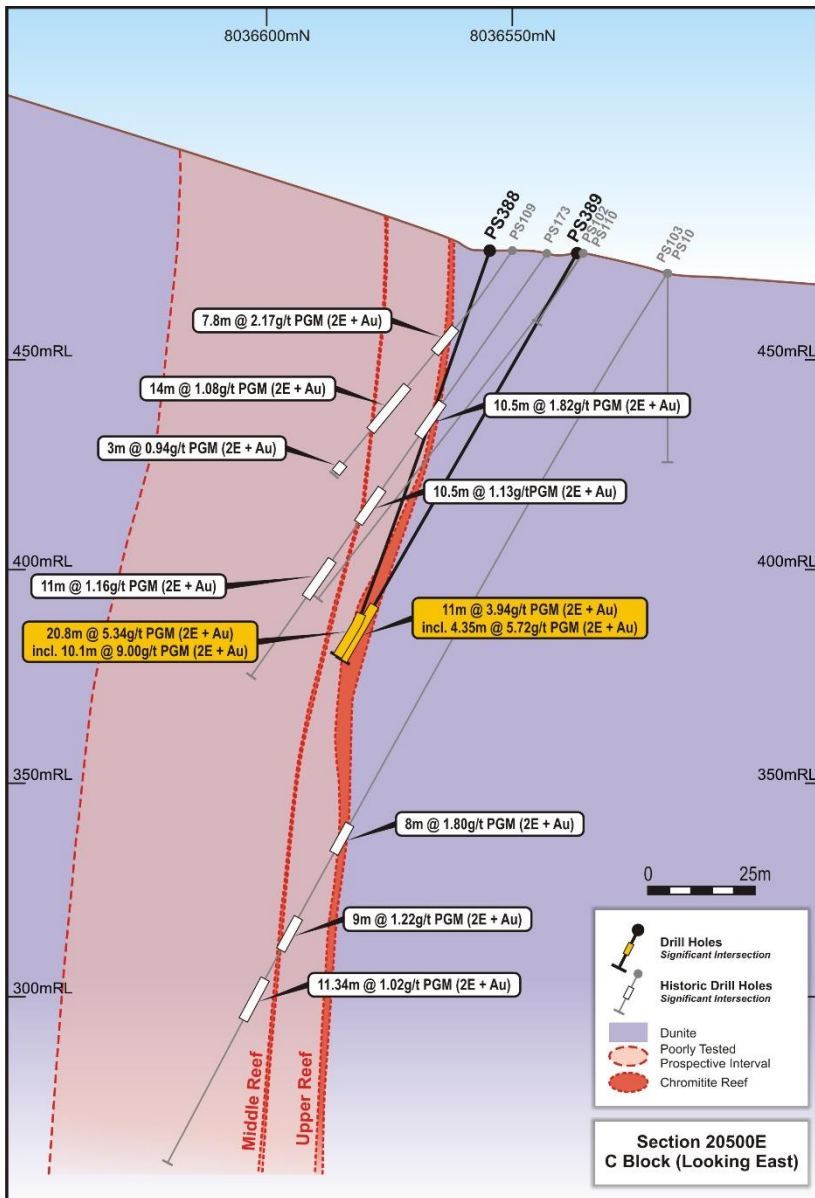 8036600mN
8036550mN
PS388
PS109
PS173
PS389
PS102
PS110
PS103
PS10
7.8m @ 2.17g/t PGM (2E + Au)
450mRL
450mRL
14m @ 1.08g/t PGM (2E + Au)
10.5m @ 1.82g/t PGM (2E + Au)
3m @ 0.94g/t PGM (2E + Au)
10.5m @ 1.13g/tPGM (2E + Au)
400mRL
400mRL
11m @ 1.16g/t PGM (2E + Au)
20.8m @ 5.34g/t PGM (2E + Au)
incl. 10.1m @ 9.00g/t PGM (2E + Au)
11m @ 3.94g/t PGM (2E + Au)
incl. 4.35m @ 5.72g/t PGM (2E + Au)
350mRL
350mRL
8m @ 1.80g/t PGM (2E + Au)
0 25m
9m @ 1.22g/t PGM (2E + Au)
11.34m @ 1.02g/t PGM (2E + Au)
300mRL
Middle Reef
Upper Reef
Drill Holes
Significant Intersection
Historic Drill Holes
Significant Intersection
Dunite
Poorly Tested
Prospective Interval
Chromitite Reef
Section 20500E
C Block (Looking East)